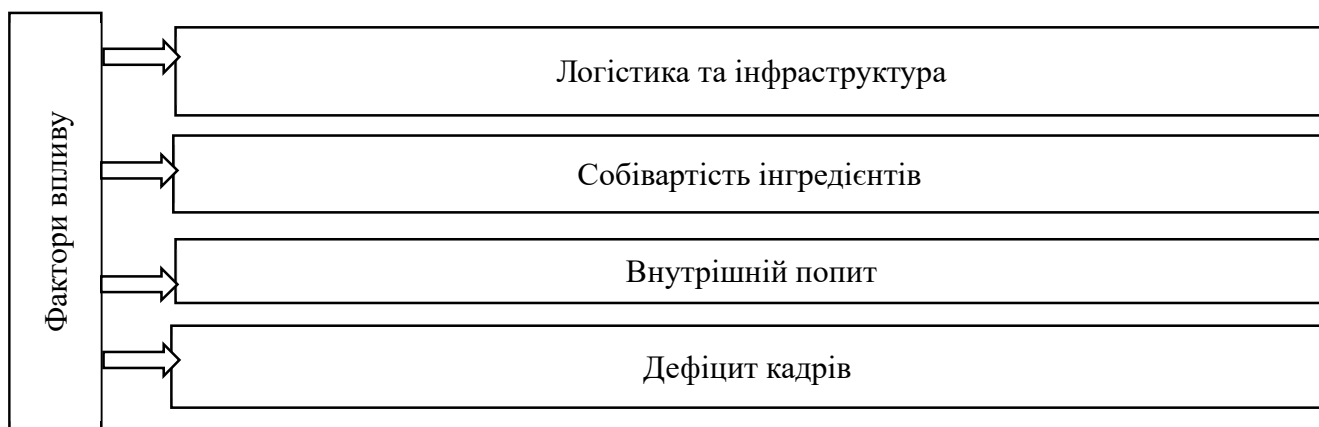 Фактори впливу
Логістика та інфраструктура
Собівартість інгредієнтів
Внутрішній попит
Дефіцит кадрів